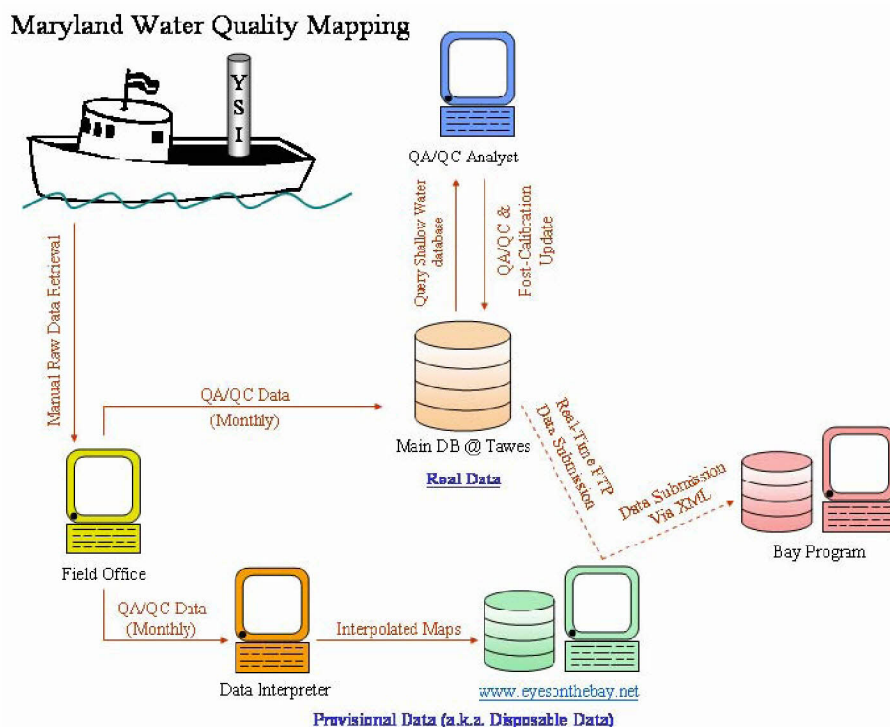 Maryland Water Quality Mapping
YSI
QA/QC Analyst
Query Shallow Water
database
QA/QC &
Post-Calibration
Update
Manual Raw Data Retrieval
QA/QC Data
(Monthly)
Main DB @ Tawes
Real Data
Real-Time FTP
Data Submission
Data Submission
Via XML
Bay Program
Field Office
QA/QC Data
(Monthly)
Interpolated Maps
Data Interpreter
www.eyesonthebay.net
Provisional Data (a.k.a. Disposable Data)